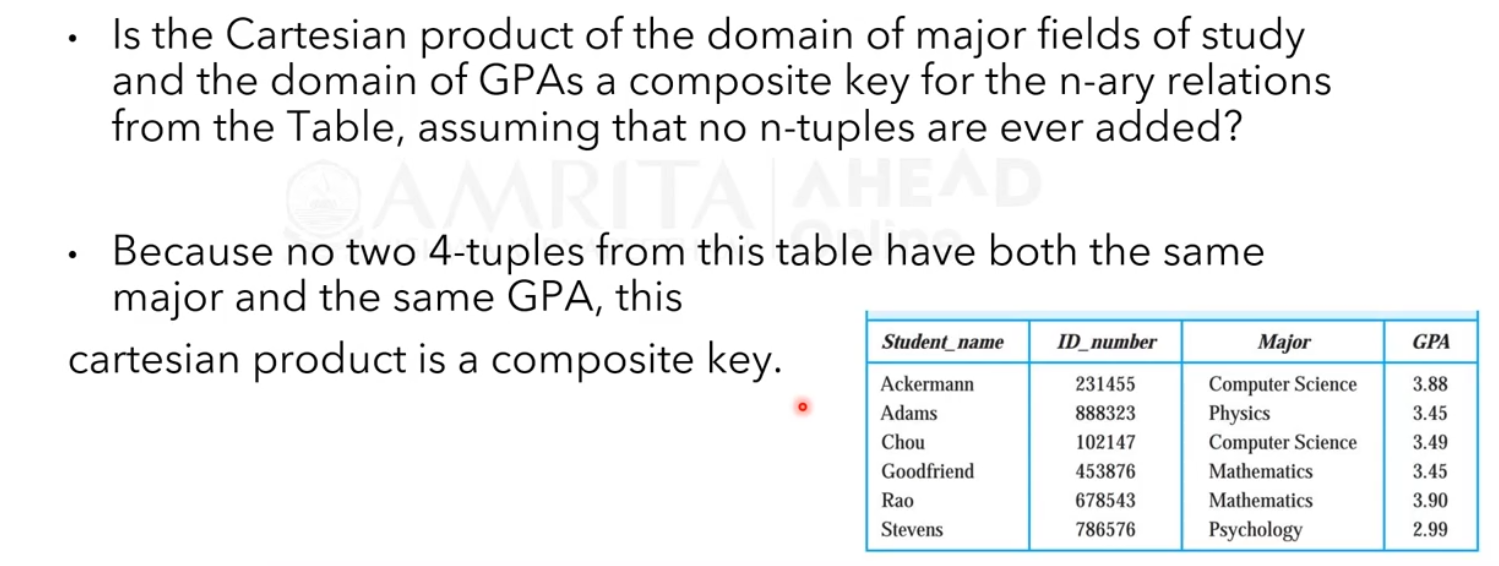 • Is the Cartesian product of the domain of major fields of study
and the domain of GPAs a composite key for the n-ary relations
from the Table, assuming that no n-tuples are ever added?
AMRITA AHEAD
Online
• Because no two 4-tuples from this table have both the same
major and the same GPA, this
cartesian product is a composite key.
Student_name ID_number Major GPA
Ackermann 231455 Computer Science 3.88
Adams 888323 Physics 3.45
Chou 102147 Computer Science 3.49
Goodfriend 453876 Mathematics 3.45
Rao 678543 Mathematics 3.90
Stevens 786576 Psychology 2.99